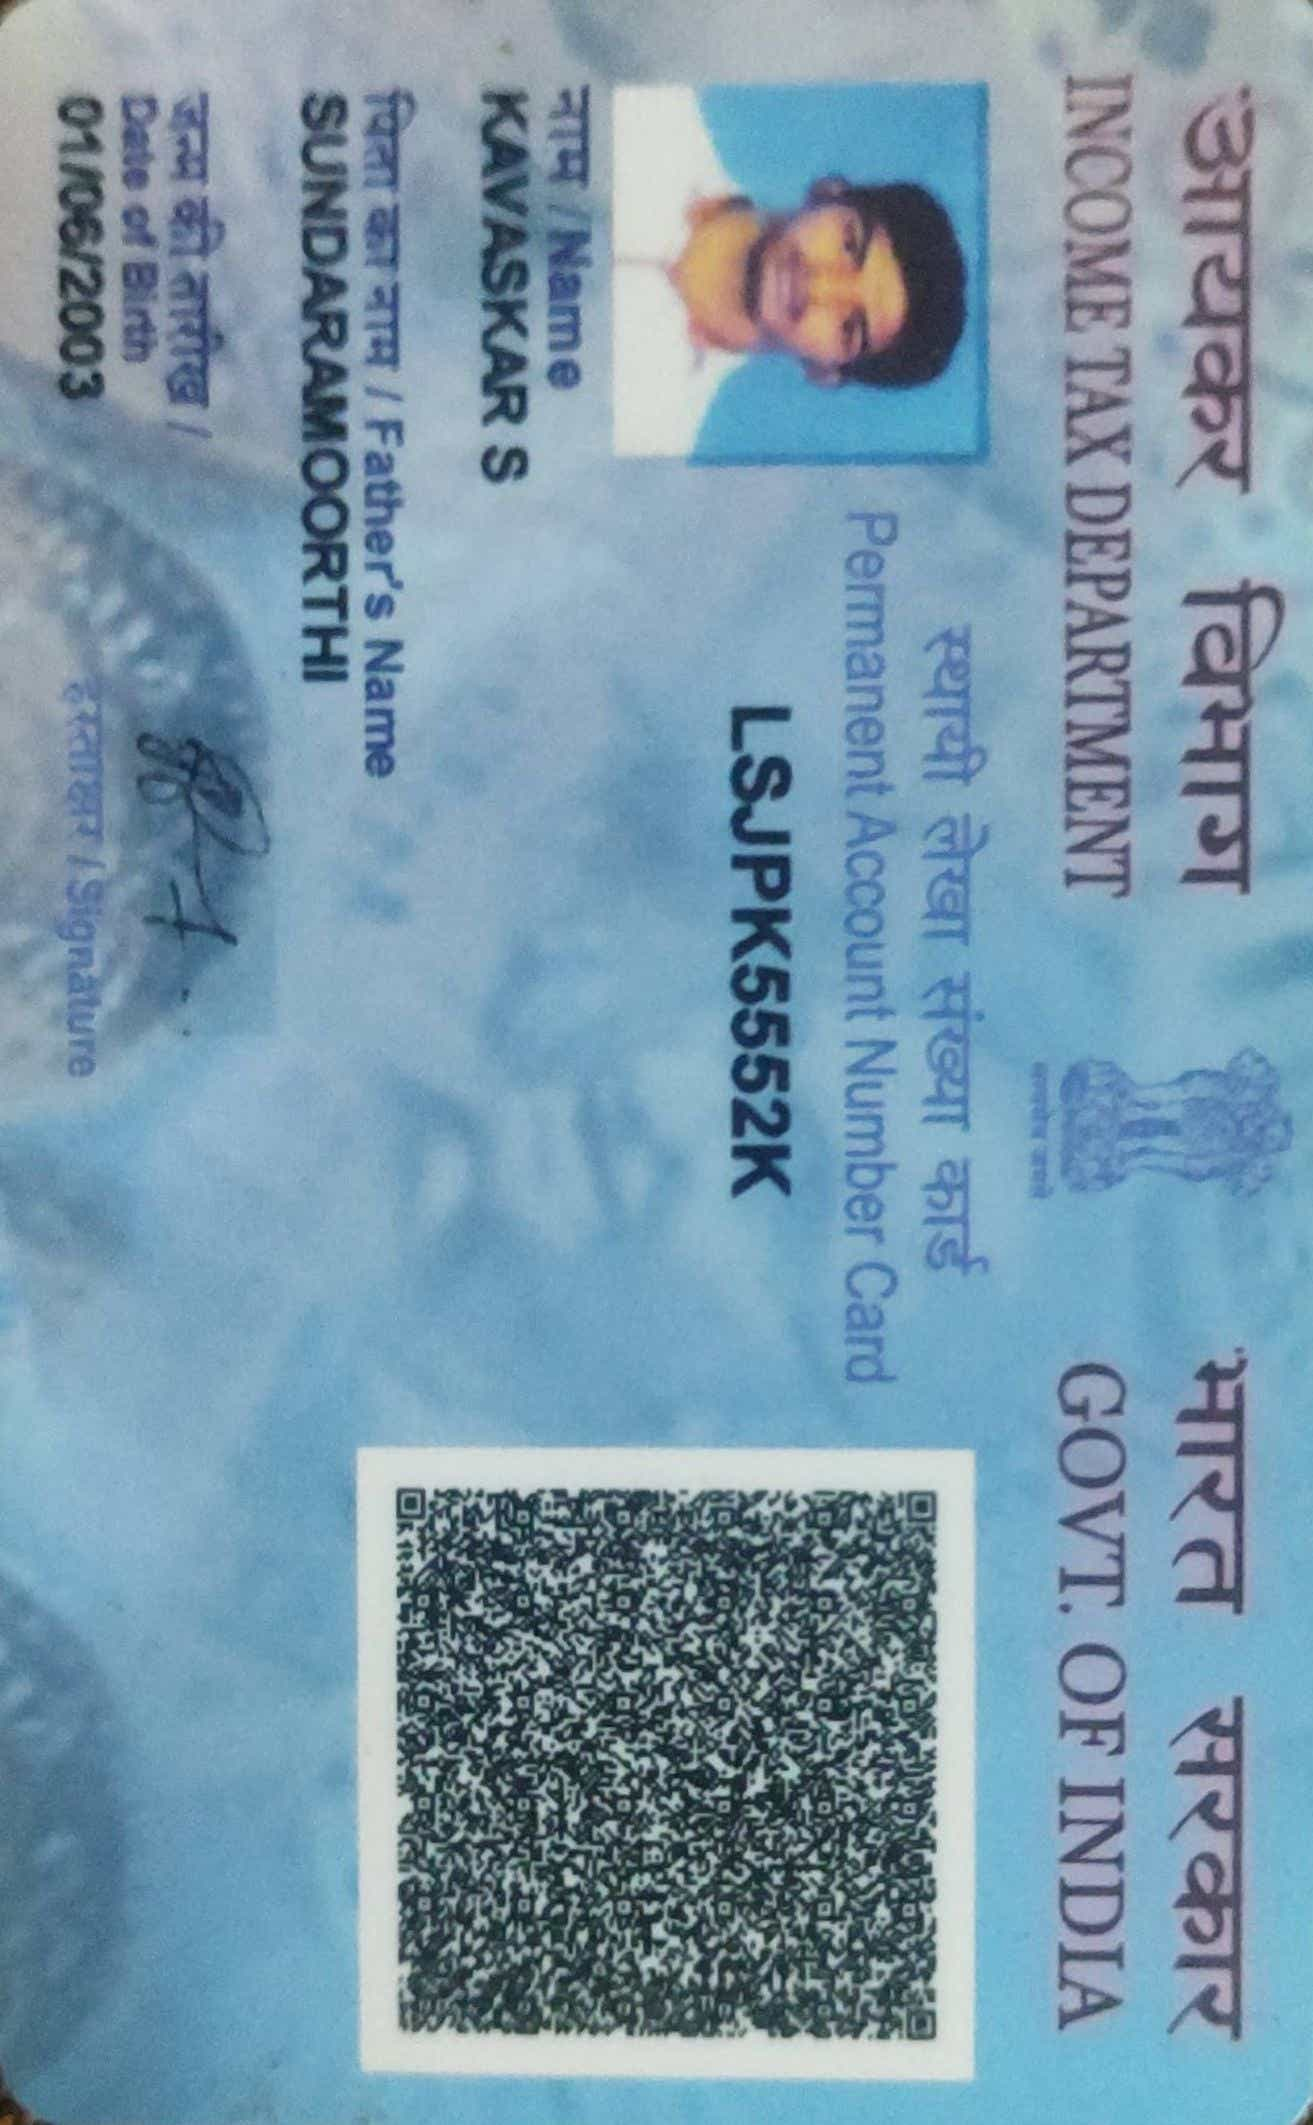 आयकर विभाग
INCOME TAX DEPARTMENT
भारत सरकार
GOVT. OF INDIA
स्थायी लेखा संख्या कार्ड
Permanent Account Number Card
LSJPK5552K
नाम / Name
KAVASKAR S
पिता का नाम / Father's Name
SUNDARAMOORTHI
जन्म की तारीख /
Date of Birth
01/06/2003
हस्ताक्षर / Signature